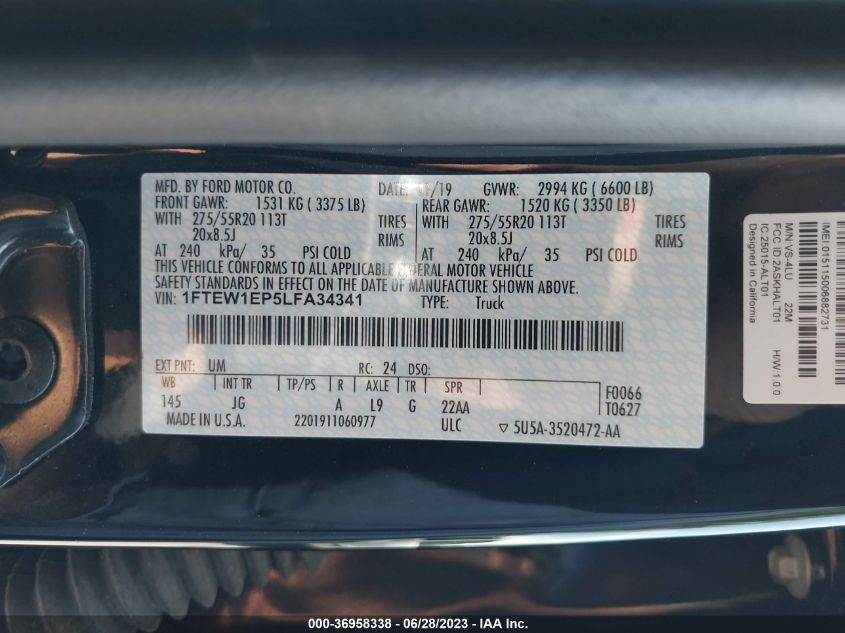 MFD. BY FORD MOTOR CO. DATE: /19 GVWR: 2994 KG ( 6600 LB)
FRONT GAWR: 1531 KG ( 3375 LB) REAR GAWR: 1520 KG ( 3350 LB)
WITH 275/55R20 113T TIRES WITH 275/55R20 113T TIRES
20x8.5J RIMS 20x8.5J RIMS
AT 240 kPa/ 35 PSI COLD AT 240 kPa/ 35 PSI COLD
THIS VEHICLE CONFORMS TO ALL APPLICABLE FEDERAL MOTOR VEHICLE
SAFETY STANDARDS IN EFFECT ON THE DATE OF MANUFACTURE SHOWN ABOVE.
VIN: 1FTEW1EP5LFA34341 TYPE: Truck
EXT PNT: UM RC: 24 DSO:
WB INT TR TP/PS R AXLE TR SPR F0066
145 JG A L9 G 22AA T0627
MADE IN U.S.A. 2201911060977 ULC ▽ 5U5A-3520472-AA
IMEI 015115006882731
M/N:VS-4LU 22M
FCC ID:2ASKHALT01
IC:25015-ALT01 H/W:1.0.0
Designed in California
000-36958338 - 06/28/2023 - IAA Inc.